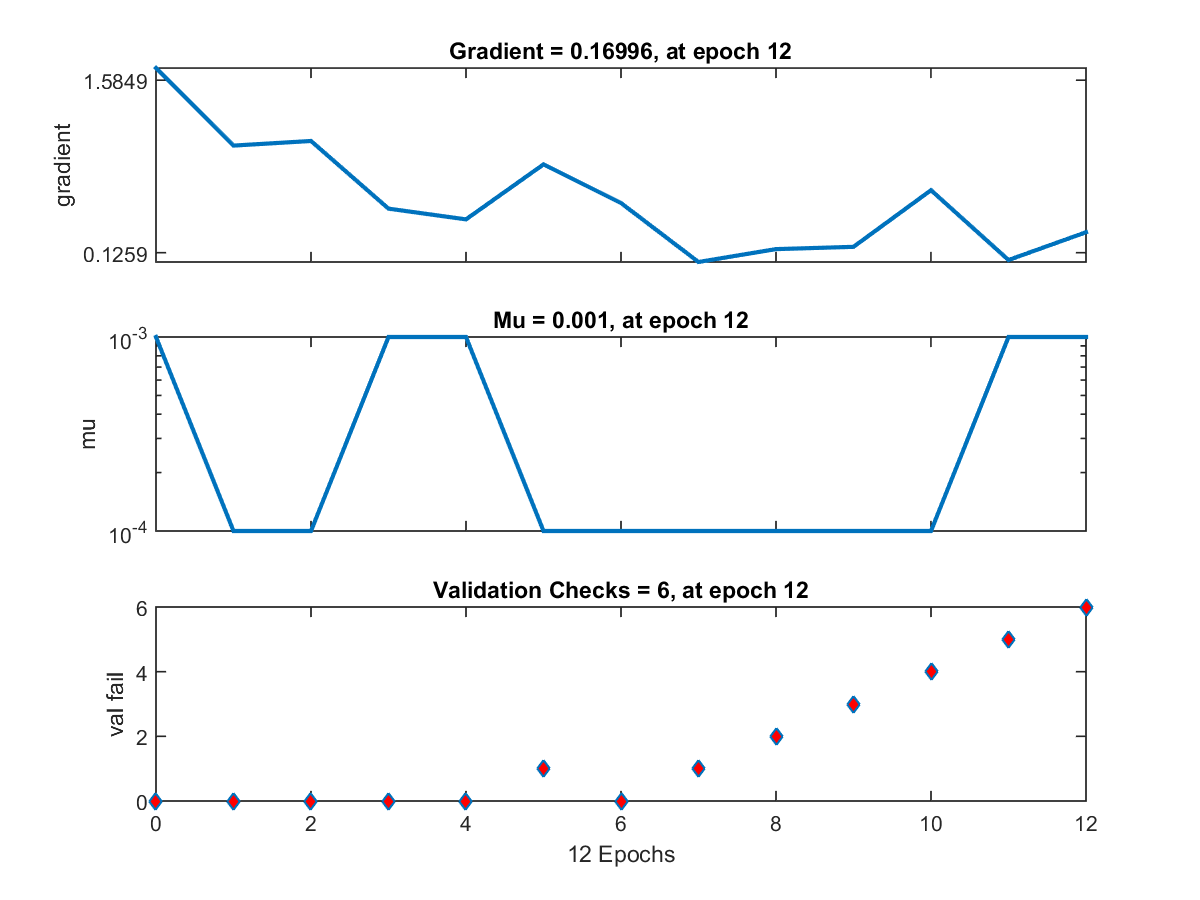 Gradient = 0.16996, at epoch 12
1.5849
gradient
0.1259
Mu = 0.001, at epoch 12
10-3
mu
10-4
Validation Checks = 6, at epoch 12
6
4
val fail
2
0
0 2 4 6 8 10 12
12 Epochs